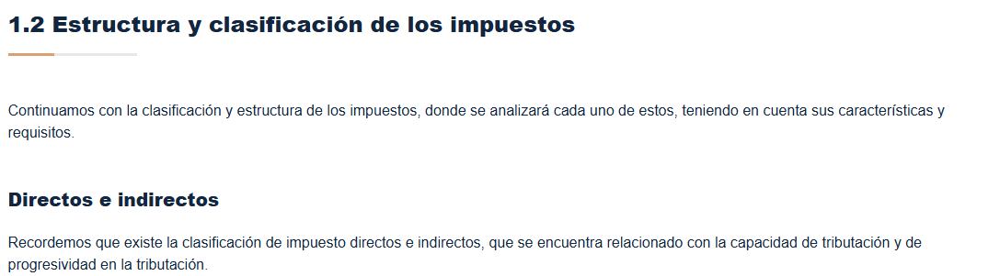 1.2 Estructura y clasificación de los impuestos
Continuamos con la clasificación y estructura de los impuestos, donde se analizará cada uno de estos, teniendo en cuenta sus características y
requisitos.
Directos e indirectos
Recordemos que existe la clasificación de impuesto directos e indirectos, que se encuentra relacionado con la capacidad de tributación y de
progresividad en la tributación.